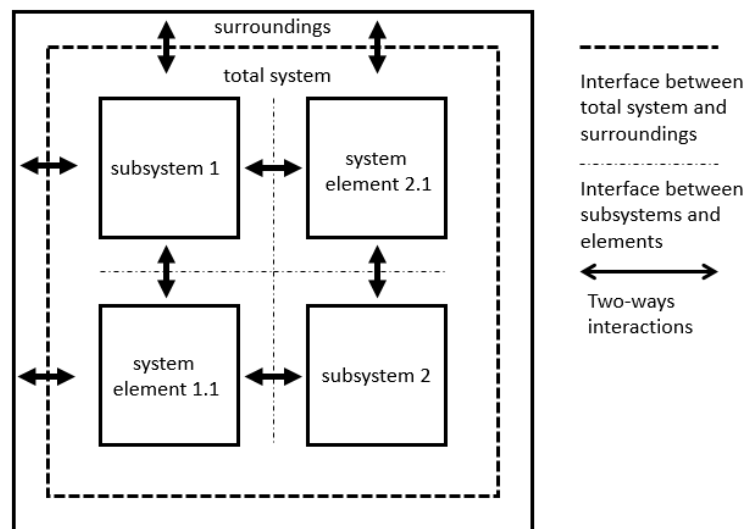 surroundings
total system
subsystem 1
system
element 2.1
system
element 1.1
subsystem 2
Interface between
total system and
surroundings
Interface between
subsystems and
elements
Two-ways
interactions